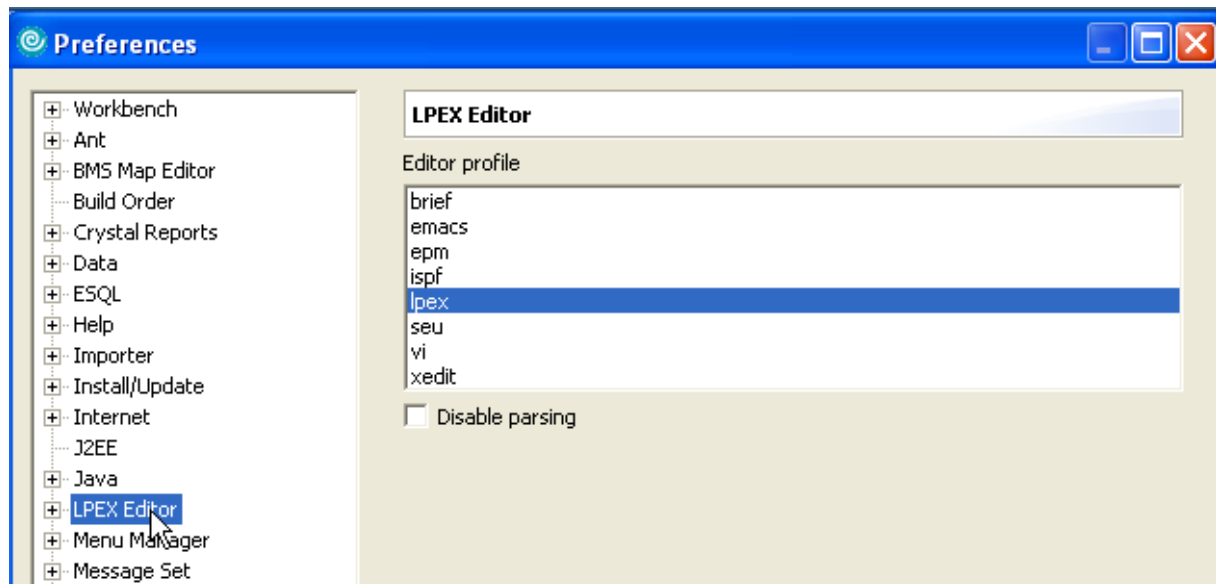 Preferences
Workbench
Ant
BMS Map Editor
Build Order
Crystal Reports
Data
ESQL
Help
Importer
Install/Update
Internet
J2EE
Java
LPEX Editor
Menu Manager
Message Set
LPEX Editor
Editor profile
brief
emacs
epm
ispf
lpex
seu
vi
xedit
Disable parsing